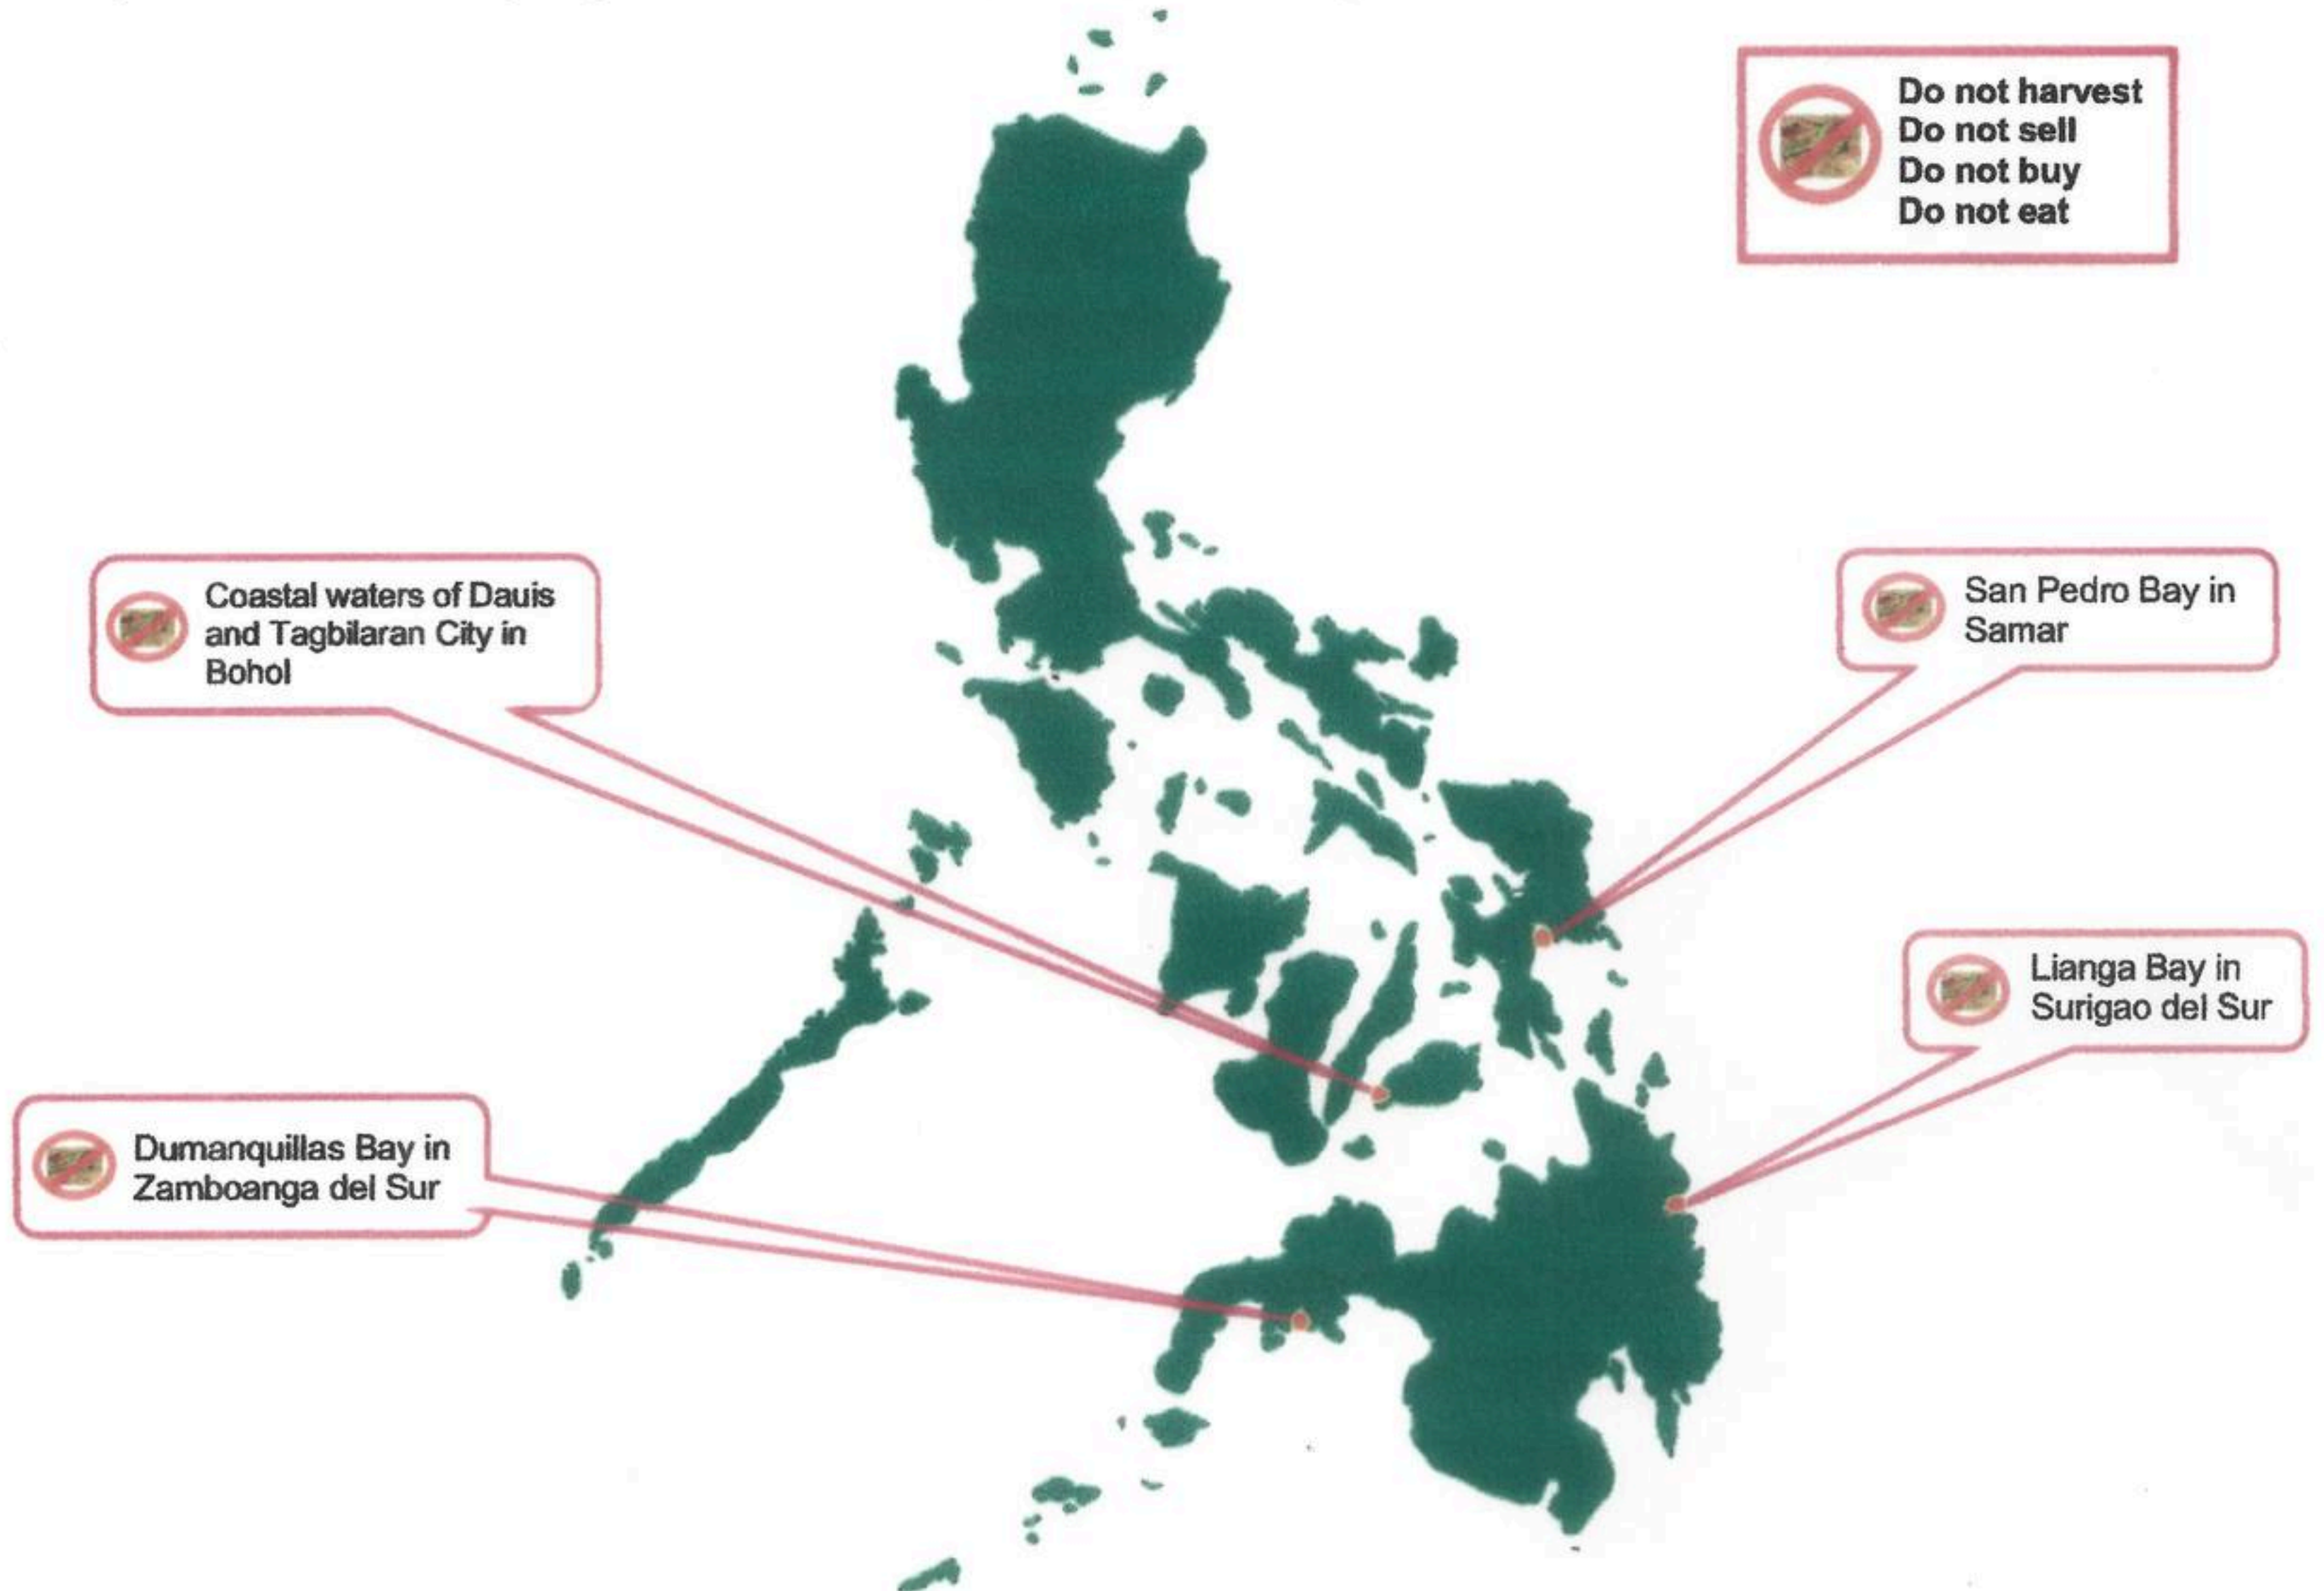 Do not harvest
Do not sell
Do not buy
Do not eat
Coastal waters of Dauis
and Tagbilaran City in
Bohol
San Pedro Bay in
Samar
Lianga Bay in
Surigao del Sur
Dumanquillas Bay in
Zamboanga del Sur